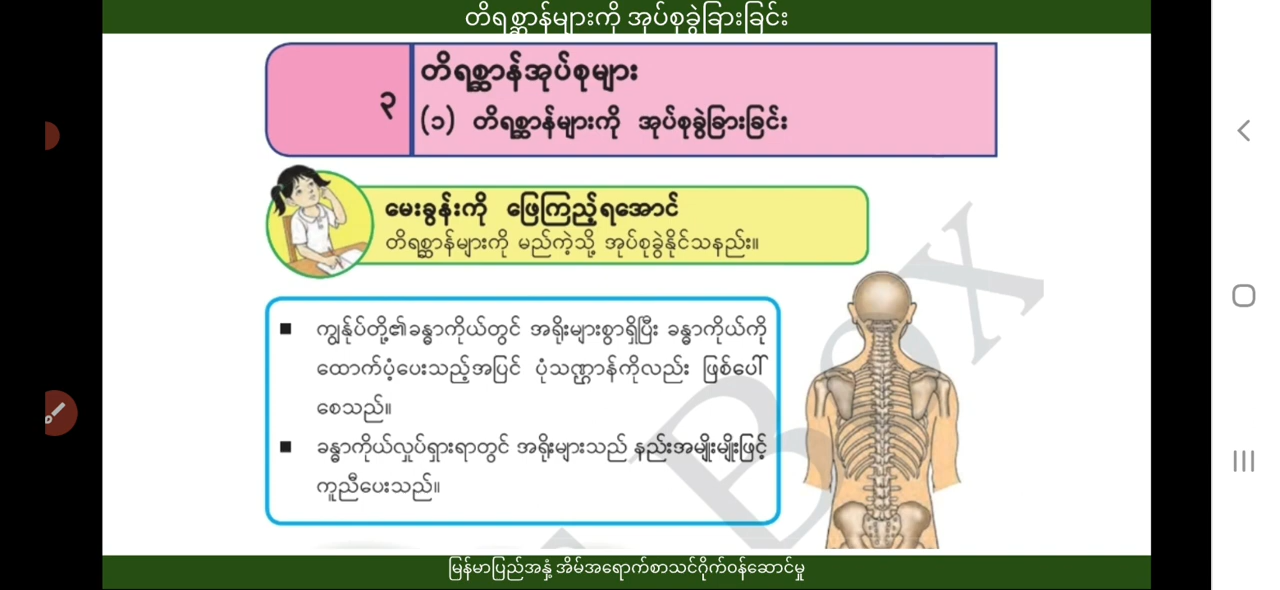 တိရစ္ဆာန်များကို အုပ်စုခွဲခြားခြင်း
၃
တိရစ္ဆာန်အုပ်စုများ
(၁) တိရစ္ဆာန်များကို အုပ်စုခွဲခြားခြင်း
မေးခွန်းကို ဖြေကြည့်ရအောင်
တိရစ္ဆာန်များကို မည်ကဲ့သို့ အုပ်စုခွဲနိုင်သနည်း။
■ ကျွန်ုပ်တို့၏ခန္ဓာကိုယ်တွင် အရိုးများစွာရှိပြီး ခန္ဓာကိုယ်ကို
ထောက်ပံ့ပေးသည့်အပြင် ပုံသဏ္ဌာန်ကိုလည်း ဖြစ်ပေါ်
စေသည်။
■ ခန္ဓာကိုယ်လှုပ်ရှားရာတွင် အရိုးများသည် နည်းအမျိုးမျိုးဖြင့်
ကူညီပေးသည်။
Box
မြန်မာပြည်အနှံ့ အိမ်အရောက်စာသင်ဂိုက်ဝန်ဆောင်မှု